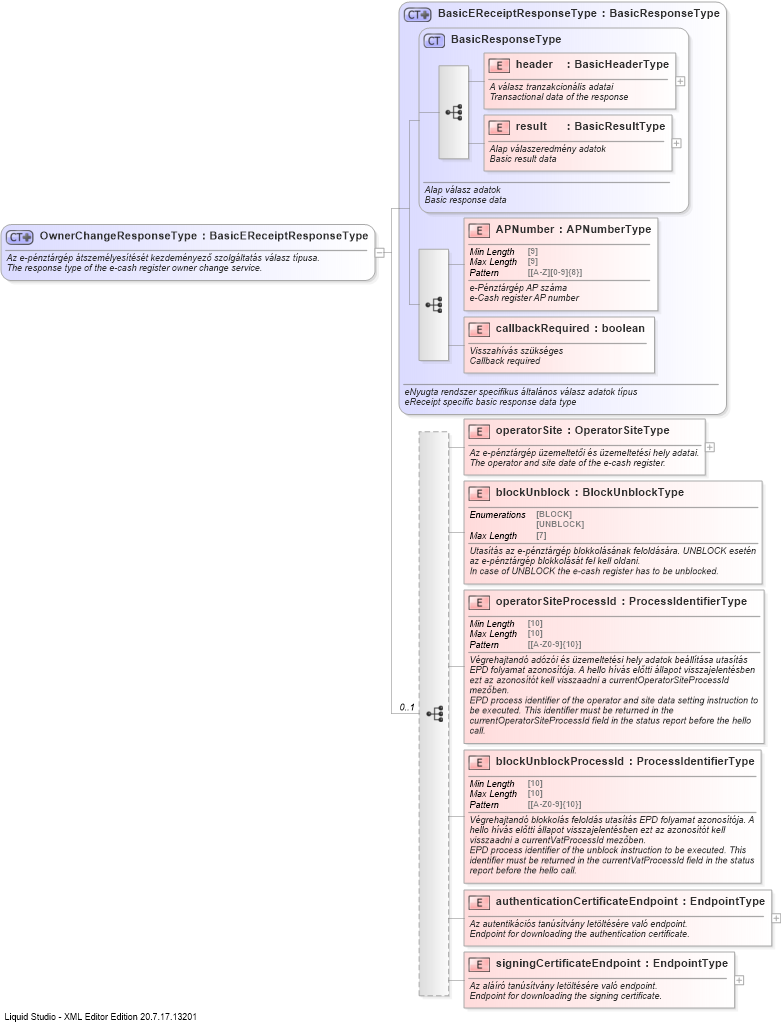 CT BasicEReceiptResponseType : BasicResponseType
CT BasicResponseType
E header : BasicHeaderType
A válasz tranzakcionális adatai
Transactional data of the response
E result : BasicResultType
Alap válaszeredmény adatok
Basic result data
Alap válasz adatok
Basic response data
CT OwnerChangeResponseType : BasicEReceiptResponseType
Az e-pénztárgép átszemélyesítését kezdeményező szolgáltatás válasz típusa.
The response type of the e-cash register owner change service.
E APNumber : APNumberType
Min Length [9]
Max Length [9]
Pattern [[A-Z][0-9]{8}]
e-Pénztárgép AP száma
e-Cash register AP number
E callbackRequired : boolean
Visszahívás szükséges
Callback required
eNyugta rendszer specifikus általános válasz adatok típus
eReceipt specific basic response data type
E operatorSite : OperatorSiteType
Az e-pénztárgép üzemeltetői és üzemeltetési hely adatai.
The operator and site date of the e-cash register.
E blockUnblock : BlockUnblockType
Enumerations [BLOCK]
[UNBLOCK]
Max Length [7]
Utasítás az e-pénztárgép blokkolásának feloldására. UNBLOCK esetén
az e-pénztárgép blokkolását fel kell oldani.
In case of UNBLOCK the e-cash register has to be unblocked.
E operatorSiteProcessId : ProcessIdentifierType
Min Length [10]
Max Length [10]
Pattern [[A-Z0-9]{10}]
Végrehajtandó adózói és üzemeltetési hely adatok beállítása utasítás
EPD folyamat azonosítója. A hello hívás előtti állapot visszajelentésben
ezt az azonosítót kell visszaadni a currentOperatorSiteProcessId
mezőben.
EPD process identifier of the operator and site data setting instruction to
be executed. This identifier must be returned in the
currentOperatorSiteProcessId field in the status report before the hello
call.
0..1
E blockUnblockProcessId : ProcessIdentifierType
Min Length [10]
Max Length [10]
Pattern [[A-Z0-9]{10}]
Végrehajtandó blokkolás feloldás utasítás EPD folyamat azonosítója. A
hello hívás előtti állapot visszajelentésben ezt az azonosítót kell
visszaadni a currentVatProcessId mezőben.
EPD process identifier of the unblock instruction to be executed. This
identifier must be returned in the currentVatProcessId field in the status
report before the hello call.
E authenticationCertificateEndpoint : EndpointType
Az autentikációs tanúsítvány letöltésére való endpoint.
Endpoint for downloading the authentication certificate.
E signingCertificateEndpoint : EndpointType
Az aláíró tanúsítvány letöltésére való endpoint.
Endpoint for downloading the signing certificate.
Liquid Studio - XML Editor Edition 20.7.17.13201